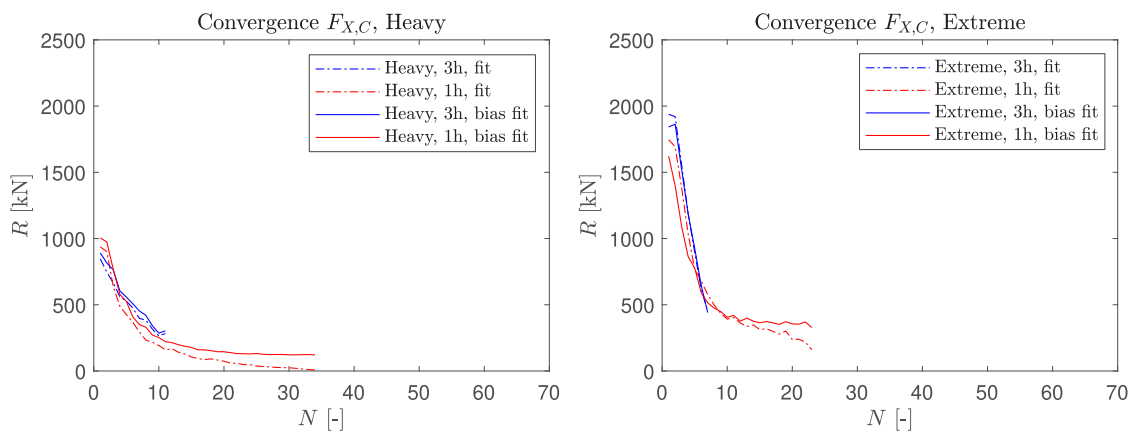 Convergence F_{X,C}, Heavy
2500
2000
1500
1000
500
0
R [kN]
0 10 20 30 40 50 60 70
N [-]
Heavy, 3h, fit
Heavy, 1h, fit
Heavy, 3h, bias fit
Heavy, 1h, bias fit
Convergence F_{X,C}, Extreme
2500
2000
1500
1000
500
0
R [kN]
0 10 20 30 40 50 60 70
N [-]
Extreme, 3h, fit
Extreme, 1h, fit
Extreme, 3h, bias fit
Extreme, 1h, bias fit